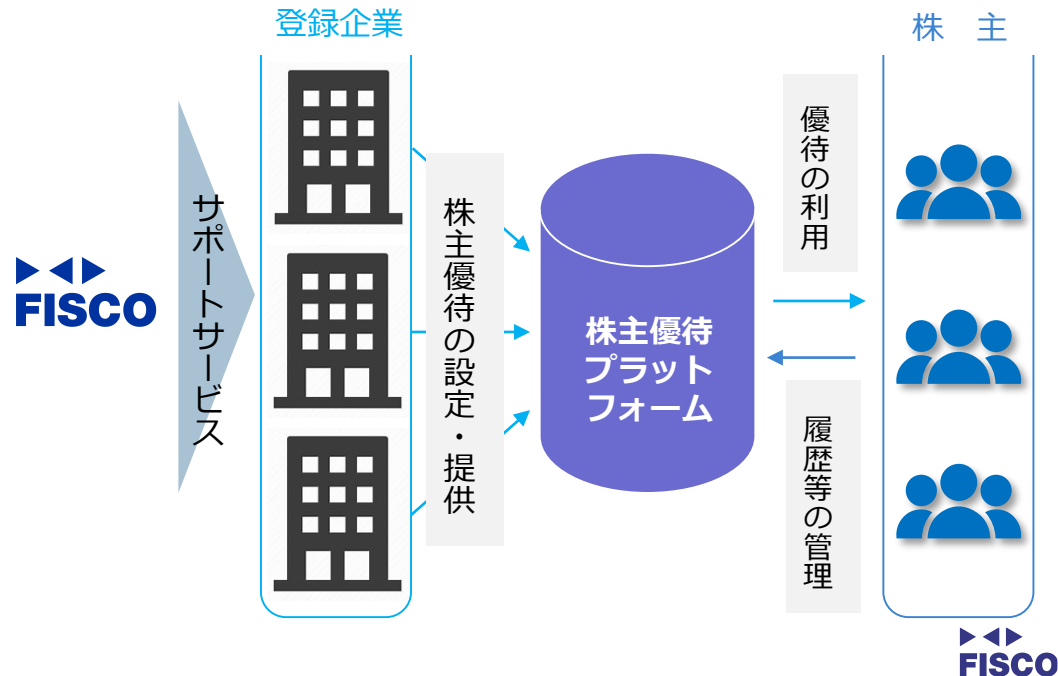 登録企業
株 主
FISCO
サポートサービス
株主優待の設定・提供
株主優待
プラット
フォーム
優待の利用
履歴等の管理
FISCO